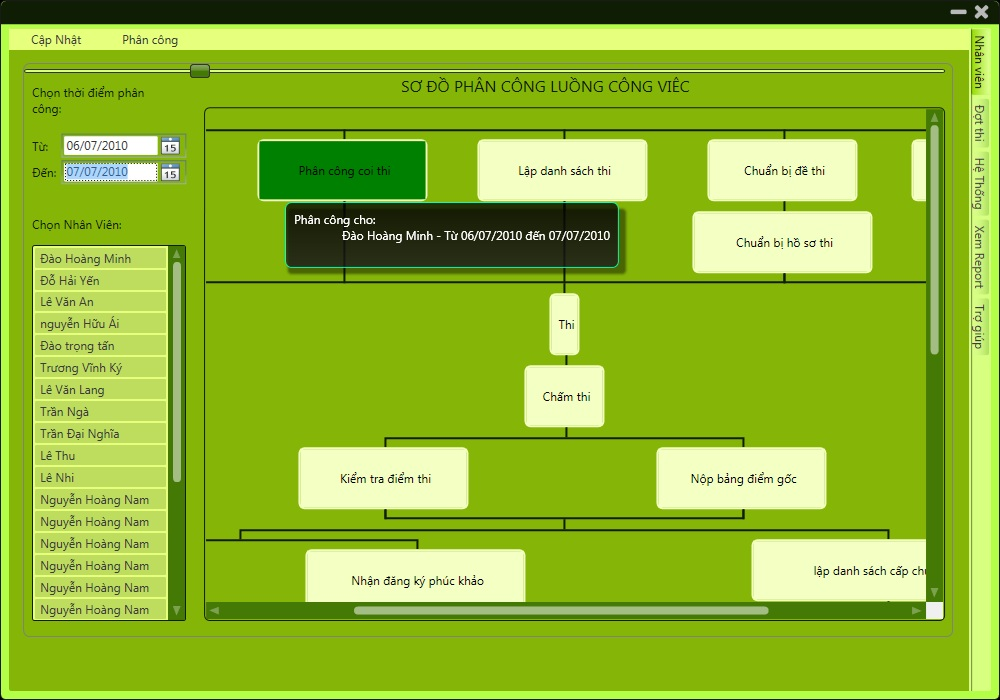 Cập Nhật
Phân công
SƠ ĐỒ PHÂN CÔNG LUỒNG CÔNG VIÊC
Chọn thời điểm phân
công:
Từ: 06/07/2010 15
Đến: 07/07/2010 15
Chọn Nhân Viên:
Đào Hoàng Minh
Đỗ Hải Yến
Lê Văn An
nguyễn Hữu Ái
Đào trọng tấn
Trương Vĩnh Ký
Lê Văn Lang
Trần Ngà
Trần Đại Nghĩa
Lê Thu
Lê Nhi
Nguyễn Hoàng Nam
Nguyễn Hoàng Nam
Nguyễn Hoàng Nam
Nguyễn Hoàng Nam
Nguyễn Hoàng Nam
Nguyễn Hoàng Nam
Phân công coi thi
Lập danh sách thi
Chuẩn bị đề thi
Phân công cho:
Đào Hoàng Minh - Từ 06/07/2010 đến 07/07/2010
Chuẩn bị hồ sơ thi
Thi
Chấm thi
Kiểm tra điểm thi
Nộp bảng điểm gốc
Nhận đăng ký phúc khảo
lập danh sách cấp
Nhân viên
Đợt thi
Hệ Thống
Xem Report
Trợ giúp